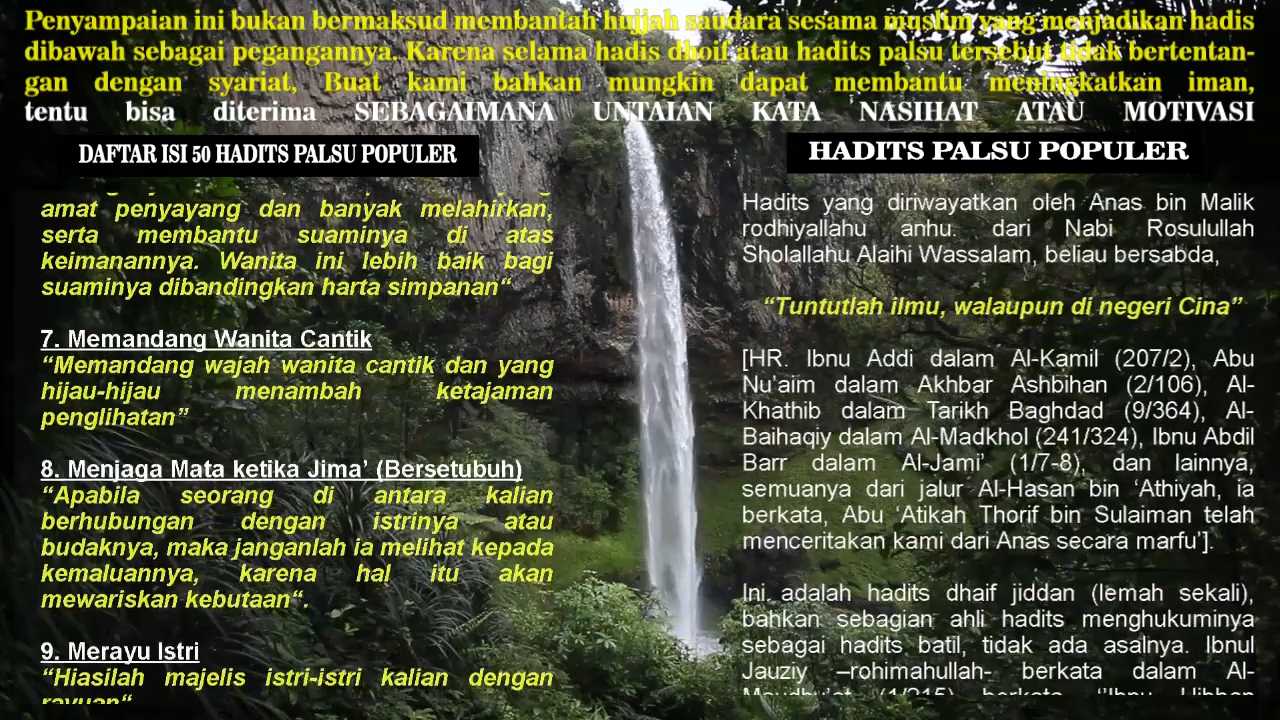 Penyampaian ini bukan bermaksud membantah hujjah saudara sesama muslim yang menjadikan hadis
dibawah sebagai pegangannya. Karena selama hadis dhoif atau hadits palsu tersebut tidak bertentan-
gan dengan syariat, Buat kami bahkan mungkin dapat membantu meningkatkan iman,
tentu bisa diterima SEBAGAIMANA UNTAIAN KATA NASIHAT ATAU MOTIVASI
DAFTAR ISI 50 HADITS PALSU POPULER
amat penyayang dan banyak melahirkan,
serta membantu suaminya di atas
keimanannya. Wanita ini lebih baik bagi
suaminya dibandingkan harta simpanan“
7. Memandang Wanita Cantik
“Memandang wajah wanita cantik dan yang
hijau-hijau menambah ketajaman
penglihatan”
8. Menjaga Mata ketika Jima’ (Bersetubuh)
“Apabila seorang di antara kalian
berhubungan dengan istrinya atau
budaknya, maka janganlah ia melihat kepada
kemaluannya, karena hal itu akan
mewariskan kebutaan“.
9. Merayu Istri
“Hiasilah majelis istri-istri kalian dengan
rayuan“
HADITS PALSU POPULER
Hadits yang diriwayatkan oleh Anas bin Malik
rodhiyallahu anhu. dari Nabi Rosulullah
Sholallahu Alaihi Wassalam, beliau bersabda,
“Tuntutlah ilmu, walaupun di negeri Cina”
[HR. Ibnu Addi dalam Al-Kamil (207/2), Abu
Nu’aim dalam Akhbar Ashbihan (2/106), Al-
Khathib dalam Tarikh Baghdad (9/364), Al-
Baihaqiy dalam Al-Madkhol (241/324), Ibnu Abdil
Barr dalam Al-Jami’ (1/7-8), dan lainnya,
semuanya dari jalur Al-Hasan bin ‘Athiyah, ia
berkata, Abu ‘Atikah Thorif bin Sulaiman telah
menceritakan kami dari Anas secara marfu’].
Ini adalah hadits dhaif jiddan (lemah sekali),
bahkan sebagian ahli hadits menghukuminya
sebagai hadits batil, tidak ada asalnya. Ibnul
Jauziy –rohimahullah- berkata dalam Al-
Maudhu’at (1/215) berkata, “Ibnu Hibban